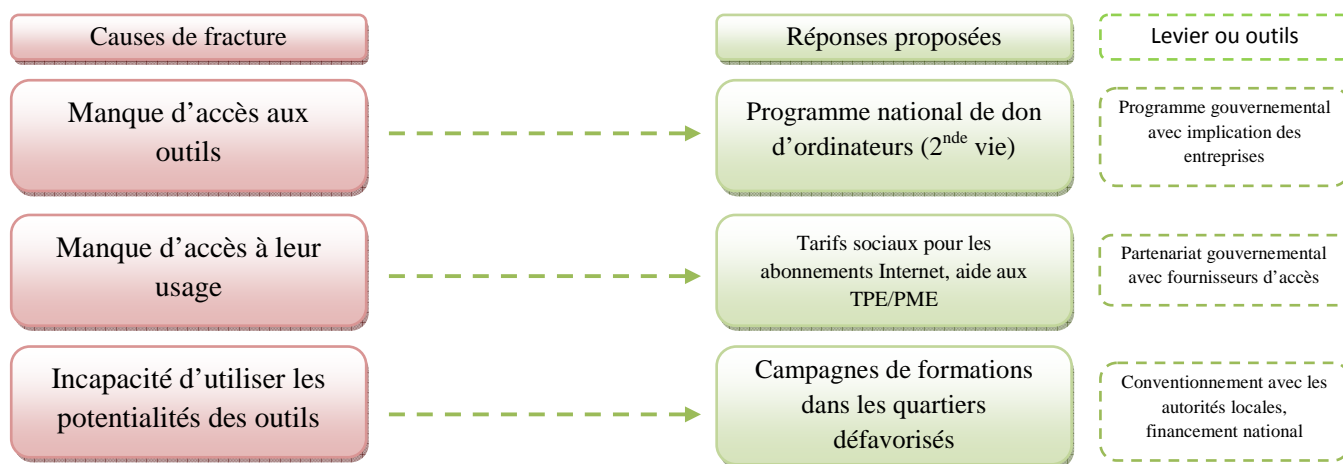 Causes de fracture
Réponses proposées
Levier ou outils
Manque d’accès aux
outils
Programme national de don
d’ordinateurs (2nde vie)
Programme gouvernemental
avec implication des
entreprises
Manque d’accès à leur
usage
Tarifs sociaux pour les
abonnements Internet, aide aux
TPE/PME
Partenariat gouvernemental
avec fournisseurs d’accès
Incapacité d’utiliser les
potentialités des outils
Campagnes de formations
dans les quartiers
défavorisés
Conventionnement avec les
autorités locales,
financement national